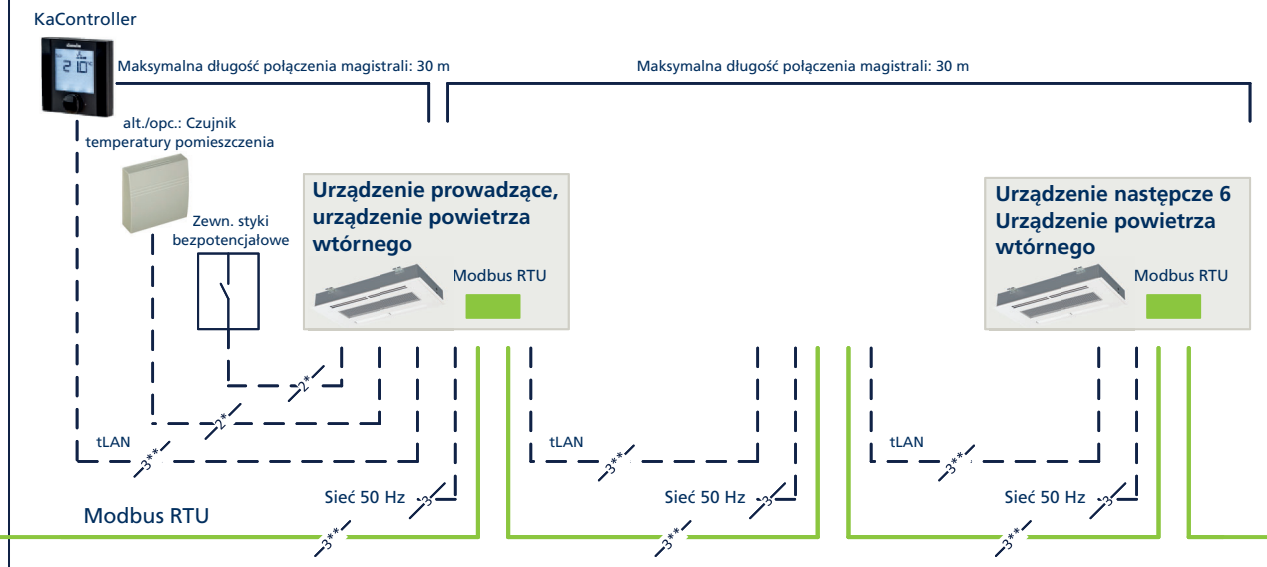 KaController
Maksymalna długość połączenia magistrali: 30 m
Maksymalna długość połączenia magistrali: 30 m
alt./opc.: Czujnik
temperatury pomieszczenia
Zewn. styki
bezpotencjałowe
Urządzenie prowadzące,
urządzenie powietrza
wtórnego
Modbus RTU
Urządzenie następcze 6
Urządzenie powietrza
wtórnego
Modbus RTU
2*
2*
tLAN
3**
tLAN
3**
tLAN
3**
Sieć 50 Hz
3
Sieć 50 Hz
3
Sieć 50 Hz
3
Modbus RTU
3**
3**
3**